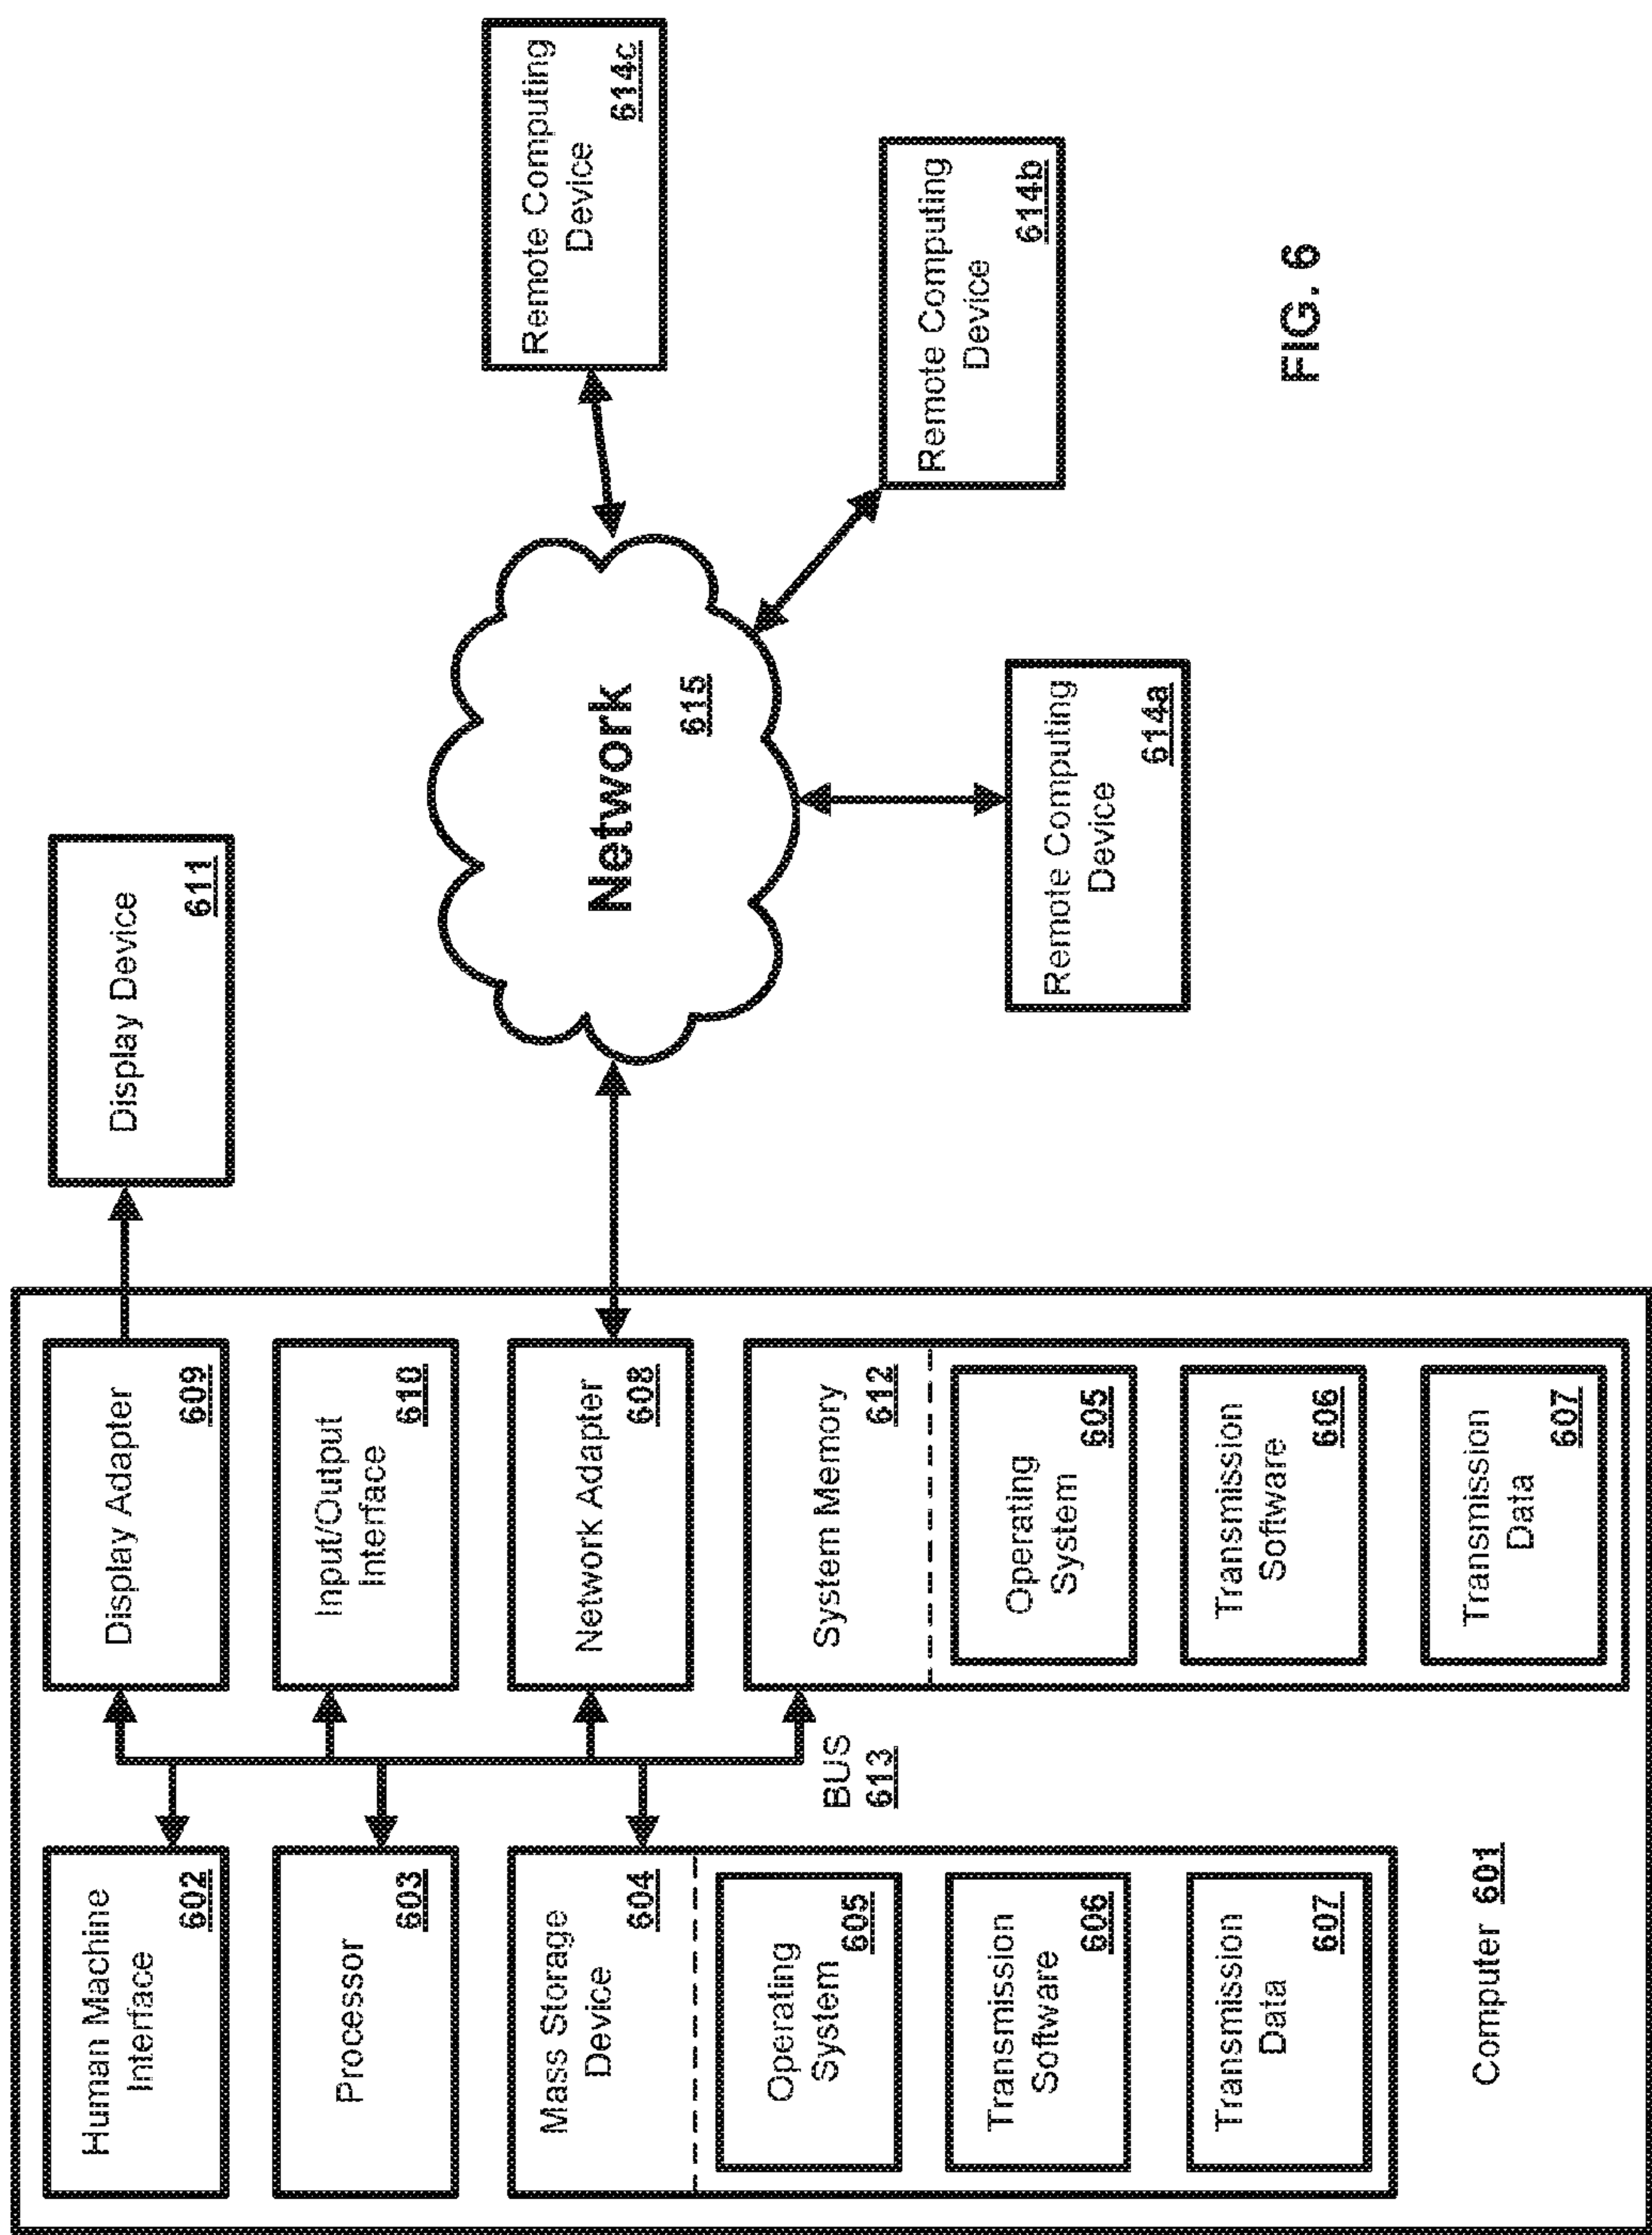 Human Machine
Interface
602
Processor
603
Mass Storage
Device
604
Operating
System
605
Transmission
Software
606
Transmission
Data
607
Computer 601
BUS
613
Display Adapter
609
Input/Output
Interface
610
Network Adapter
608
System Memory
612
Operating
System
605
Transmission
Software
606
Transmission
Data
607
Display Device
611
Network
615
Remote Computing
Device
614a
Remote Computing
Device
614b
Remote Computing
Device
614c
FIG. 6